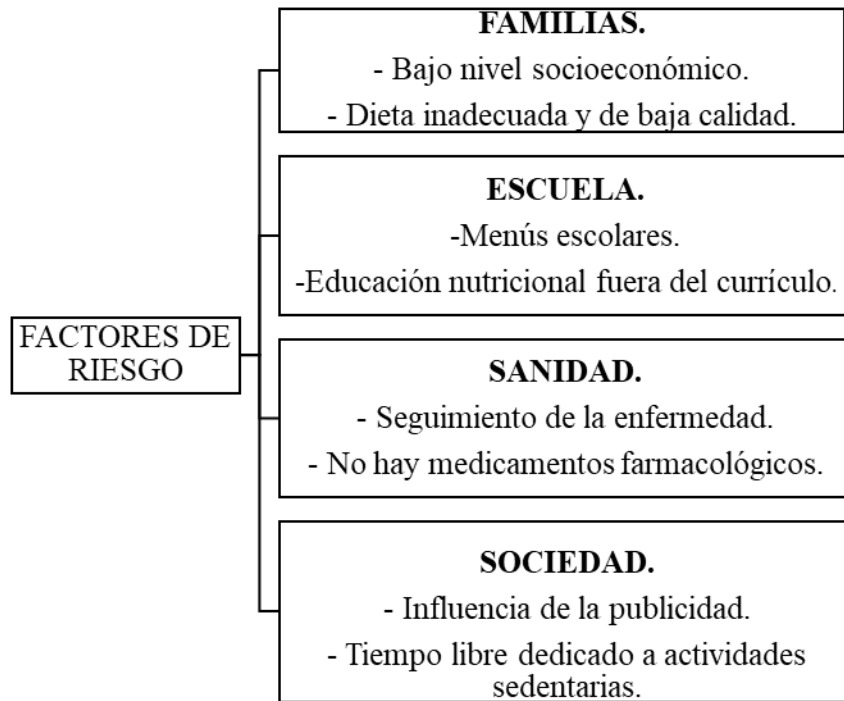 FACTORES DE
RIESGO
FAMILIAS.
- Bajo nivel socioeconómico.
- Dieta inadecuada y de baja calidad.
ESCUELA.
-Menús escolares.
-Educación nutricional fuera del currículo.
SANIDAD.
- Seguimiento de la enfermedad.
- No hay medicamentos farmacológicos.
SOCIEDAD.
- Influencia de la publicidad.
- Tiempo libre dedicado a actividades
sedentarias.